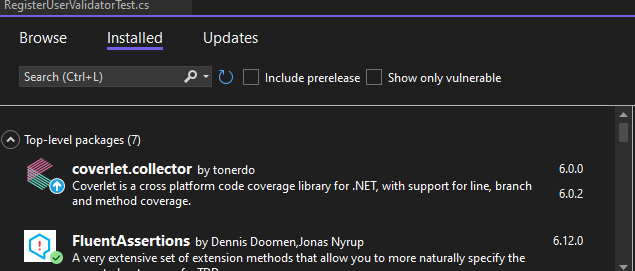 RegisterUserValidatorTest.cs
Browse Installed Updates
Search (Ctrl+L) Include prerelease Show only vulnerable
Top-level packages (7)
coverlet.collector by tonerdo 6.0.0
Coverlet is a cross platform code coverage library for .NET, with support for line, branch 6.0.2
and method coverage.
FluentAssertions by Dennis Doomen,Jonas Nyrup 6.12.0
A very extensive set of extension methods that allow you to more naturally specify the